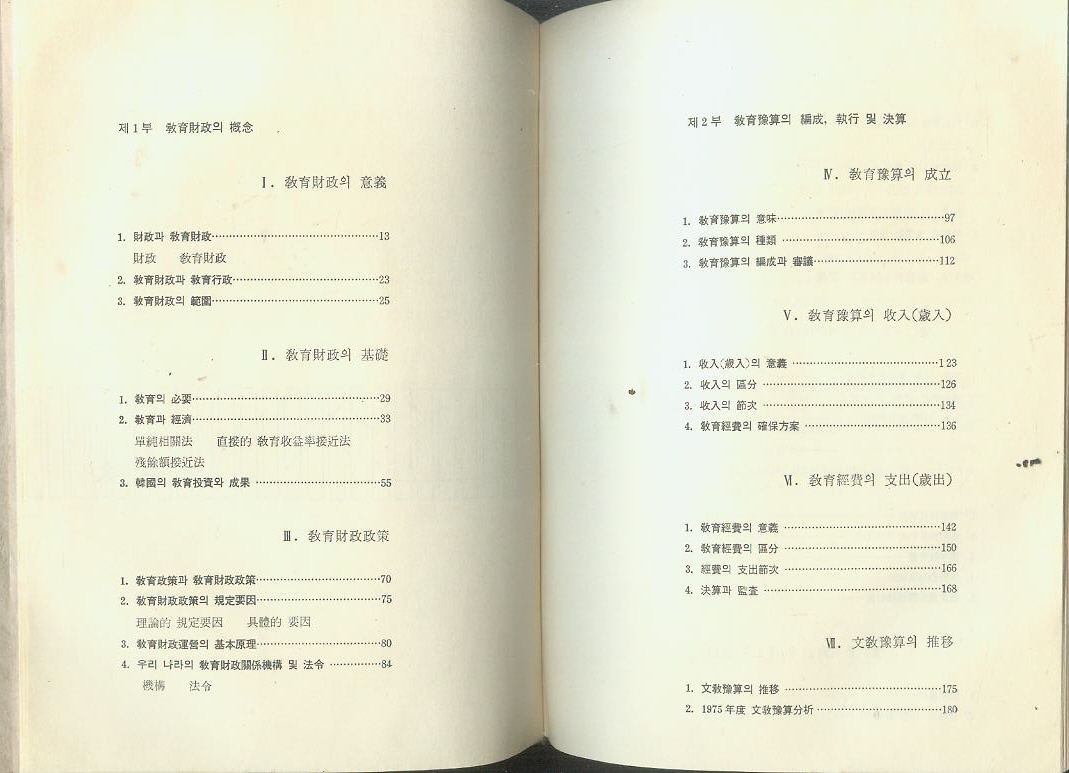 제1부 敎育財政의 概念
Ⅰ. 敎育財政의 意義
1. 財政과 敎育財政……………………………13
財政 敎育財政
2. 敎育財政과 敎育行政…………………………23
3. 敎育財政의 範圍……………………………25
Ⅱ. 敎育財政의 基礎
1. 敎育의 必要…………………………………29
2. 敎育과 經濟…………………………………33
單純相關法 直接的 敎育收益率接近法
殘餘額接近法
3. 韓國의 敎育投資와 成果 ……………………55
Ⅲ. 敎育財政政策
1. 敎育政策과 敎育財政政策……………………70
2. 敎育財政政策의 規定要因……………………75
理論的 規定要因 具體的 要因
3. 敎育財政運營의 基本原理……………………80
4. 우리 나라의 敎育財政關係機構 및 法令 …………84
機構 法令
제2부 敎育豫算의 編成, 執行 및 決算
Ⅳ. 敎育豫算의 成立
1. 敎育豫算의 意味……………………………97
2. 敎育豫算의 種類 ……………………………106
3. 敎育豫算의 編成과 審議………………………112
Ⅴ. 敎育豫算의 收入(歲入)
1. 收入(歲入)의 意義 …………………………123
2. 收入의 區分 …………………………………126
3. 收入의 節次 …………………………………134
4. 敎育經費의 確保方案 ………………………136
Ⅵ. 敎育經費의 支出(歲出)
1. 敎育經費의 意義 ……………………………142
2. 敎育經費의 區分 ……………………………150
3. 經費의 支出節次 ……………………………166
4. 決算과 監査 …………………………………168
Ⅶ. 文敎豫算의 推移
1. 文敎豫算의 推移 ……………………………175
2. 1975年度 文敎豫算分析 ………………………180